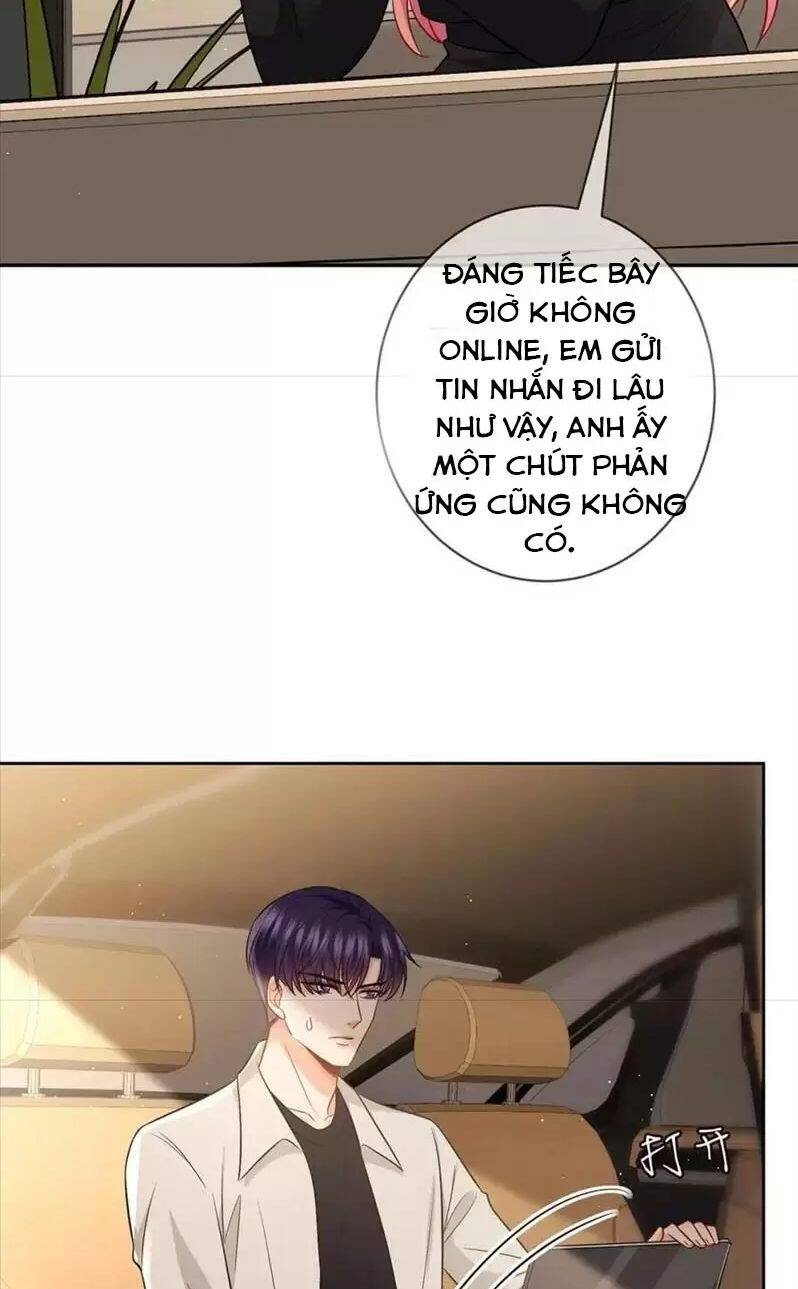 ĐÁNG TIẾC BÂY
GIỜ KHÔNG
ONLINE, EM GỬI
TIN NHẮN ĐI LÂU
NHƯ VẬY, ANH ẤY
MỘT CHÚT PHẢN
ỨNG CŨNG KHÔNG
CÓ.
打开